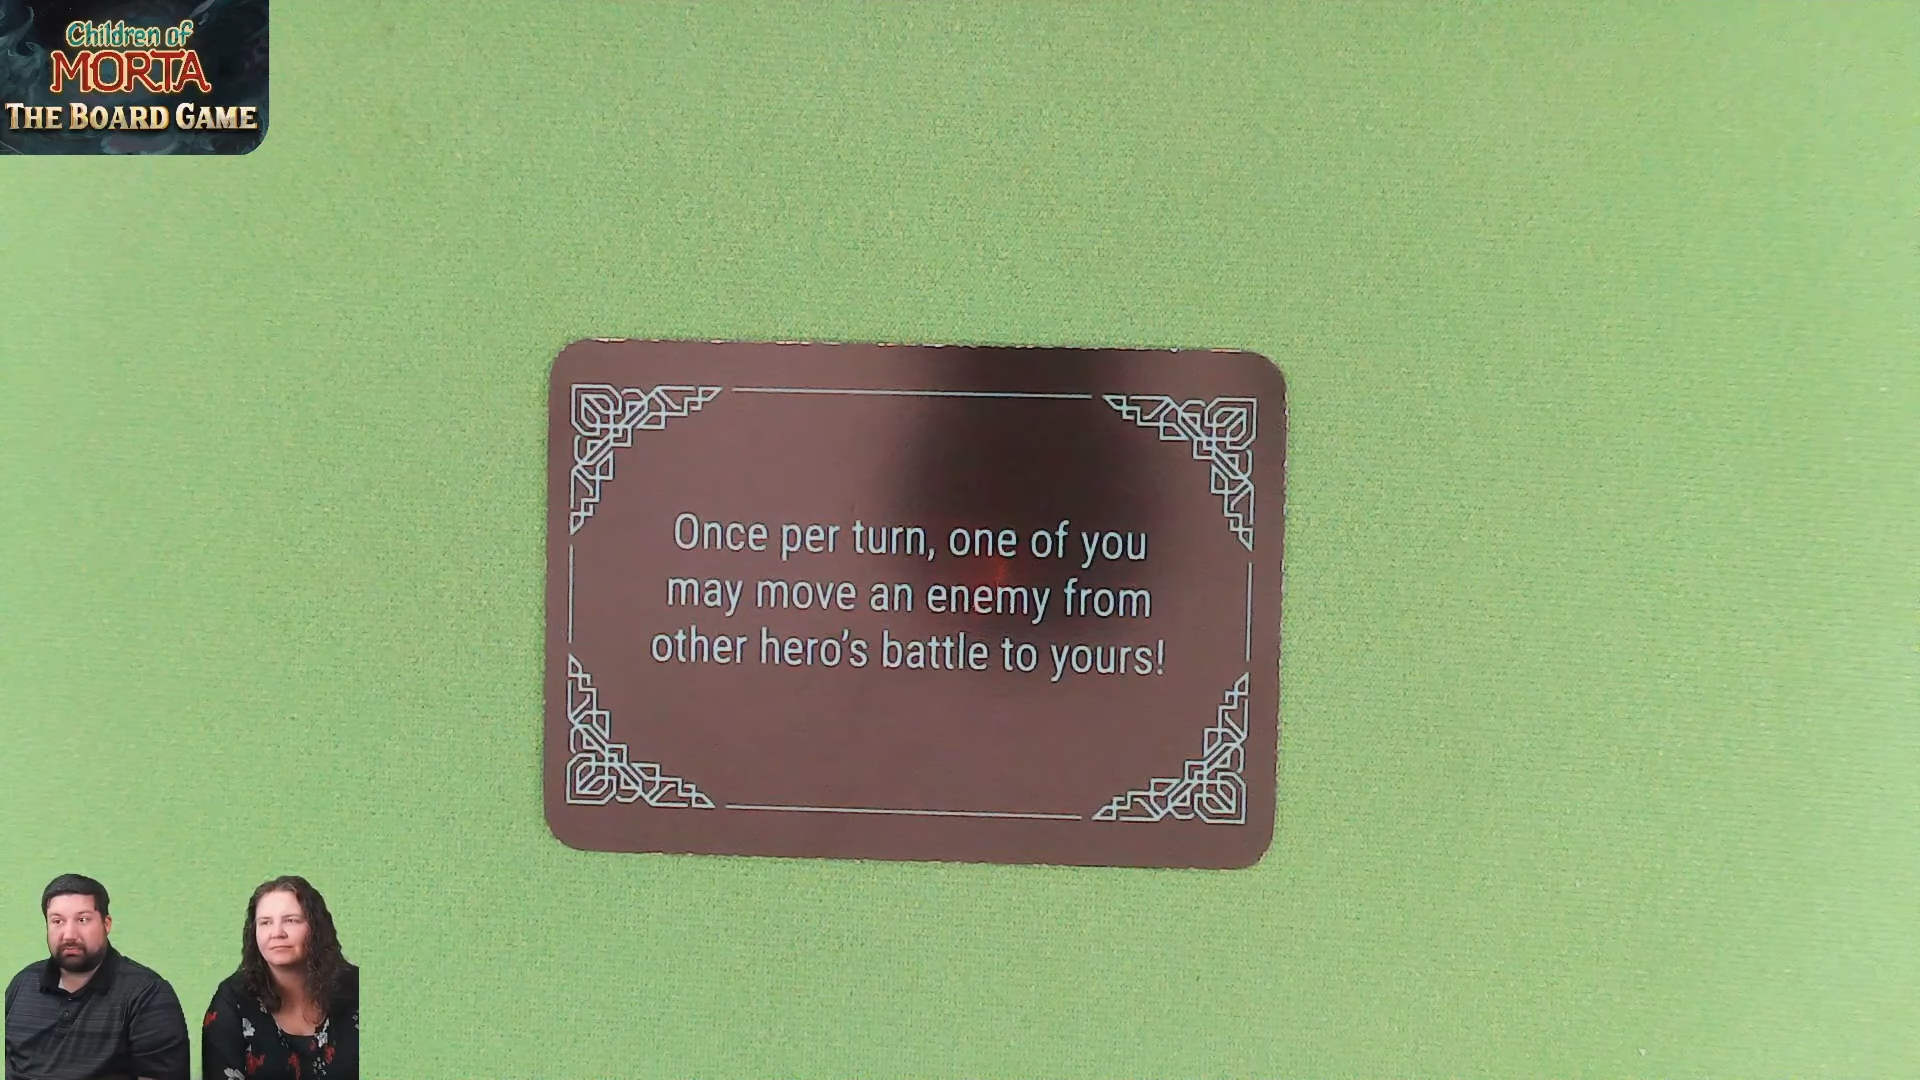 Children of
MORTA
THE BOARD GAME
Once per turn, one of you
may move an enemy from
other hero's battle to yours!